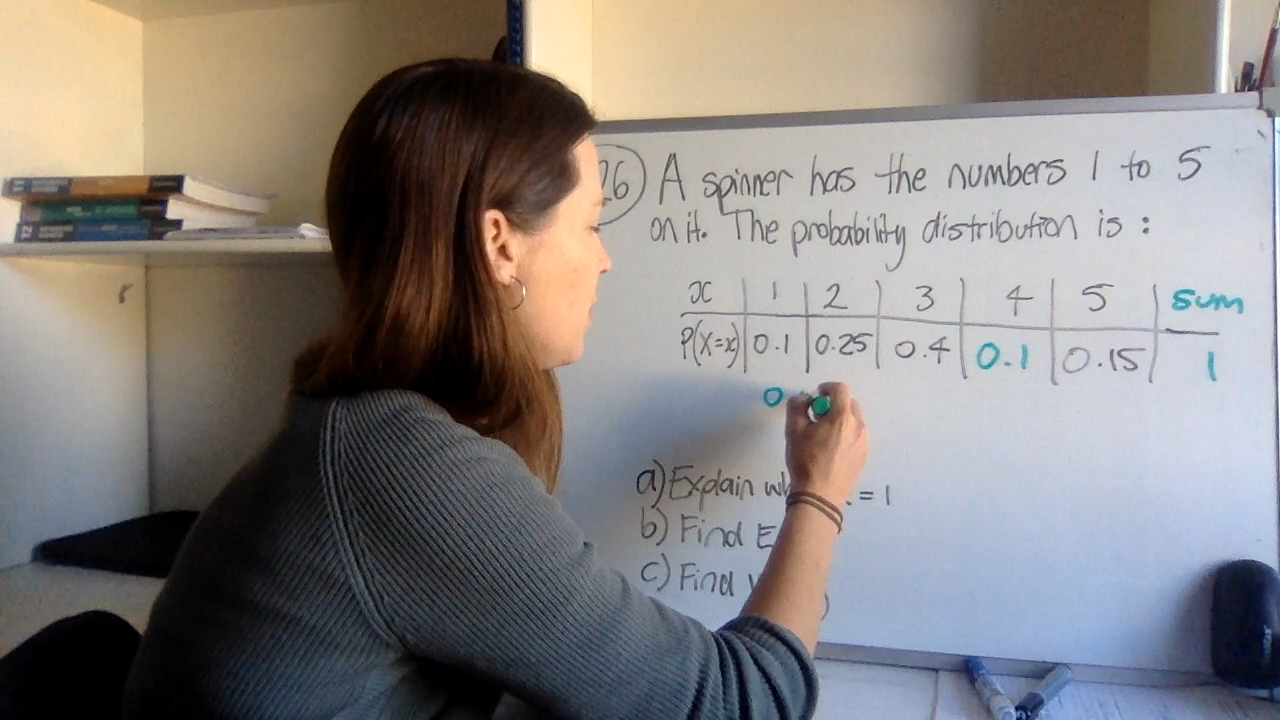 26) A spinner has the numbers 1 to 5
on it. The probability distribution is :
x | 1 | 2 | 3 | 4 | 5 | sum
P(X=x) | 0.1 | 0.25 | 0.4 | 0.1 | 0.15 | 1
0
a) Explain .=1
b) Find E
c) Find )